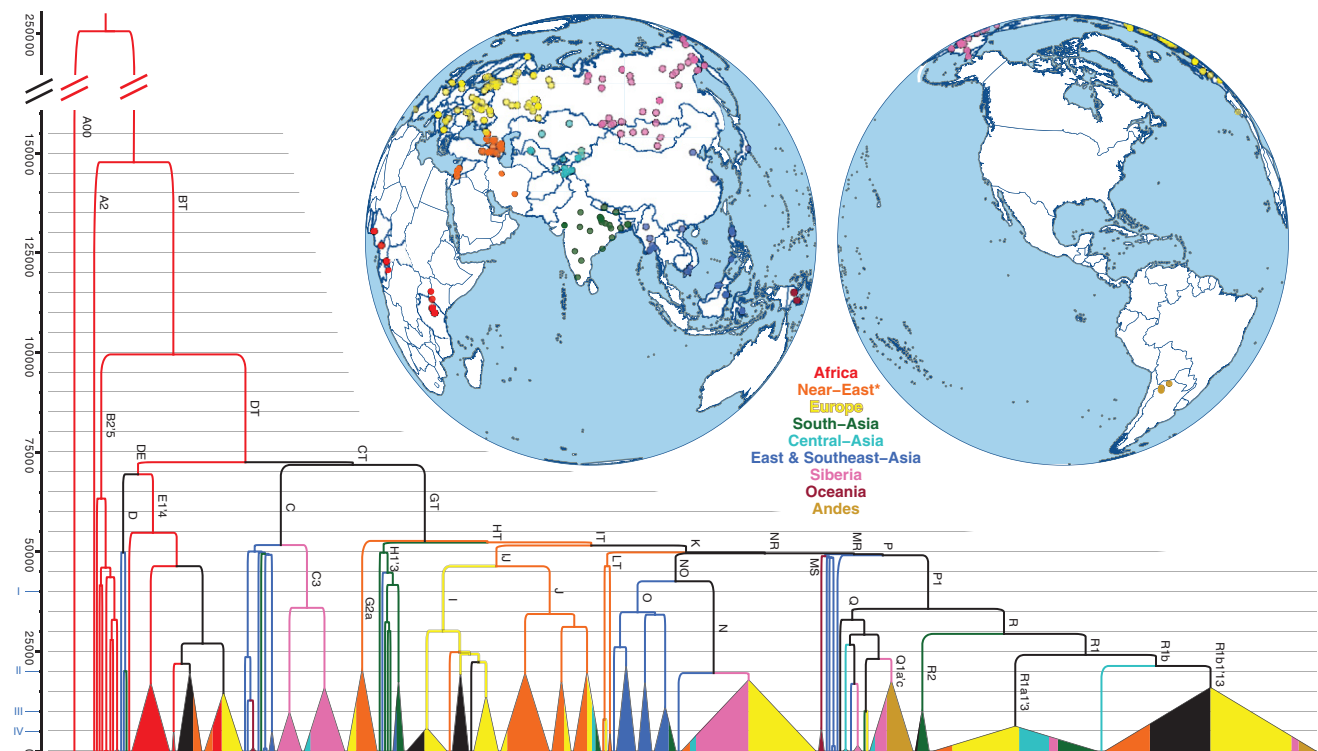 250000
150000
125000
100000
75000
50000
25000
0
I
II
III
IV
A00
A2
BT
B2'5
DT
DE
CT
D
E1'4
C
GT
C3
G2a
H1'3
HT
IT
IJ
I
J
LT
K
NO
O
N
NR
MS
MR
P
P1
Q
Q1a'c
R
R2
R1
R1a1'3
R1b
R1b1'13
Africa
Near–East*
Europe
South–Asia
Central–Asia
East & Southeast–Asia
Siberia
Oceania
Andes